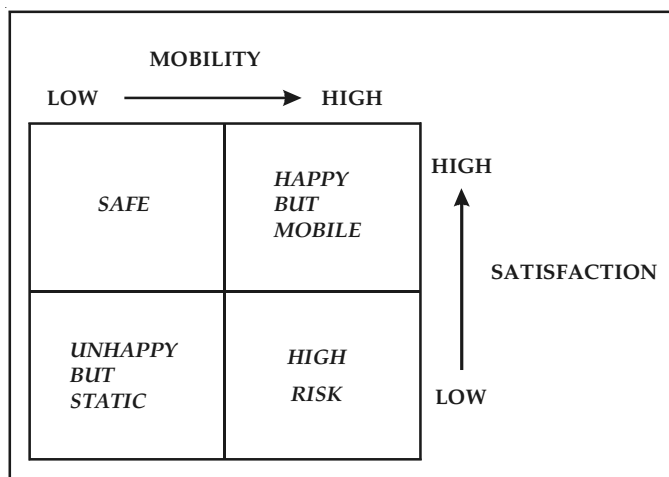 MOBILITY
LOW HIGH
SAFE
HAPPY
BUT
MOBILE
HIGH
SATISFACTION
UNHAPPY
BUT
STATIC
HIGH
RISK
LOW